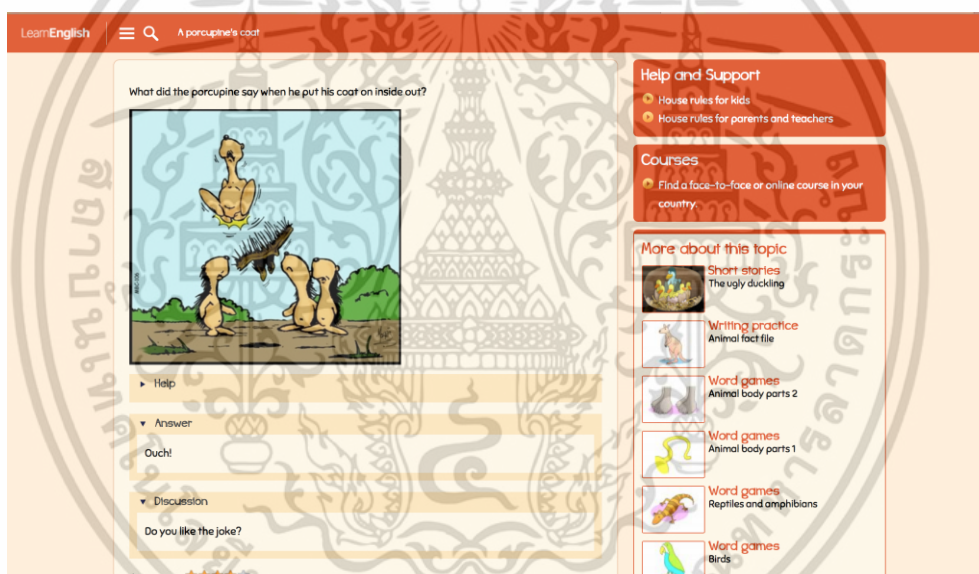 LearnEnglish
A porcupine's coat
What did the porcupine say when he put his coat on inside out?
Help
Answer
Ouch!
Discussion
Do you like the joke?
Help and Support
House rules for kids
House rules for parents and teachers
Courses
Find a face-to-face or online course in your
country.
More about this topic
Short stories
The ugly duckling
Writing practice
Animal fact file
Word games
Animal body parts 2
Word games
Animal body parts 1
Word games
Reptiles and amphibians
Word games
Birds